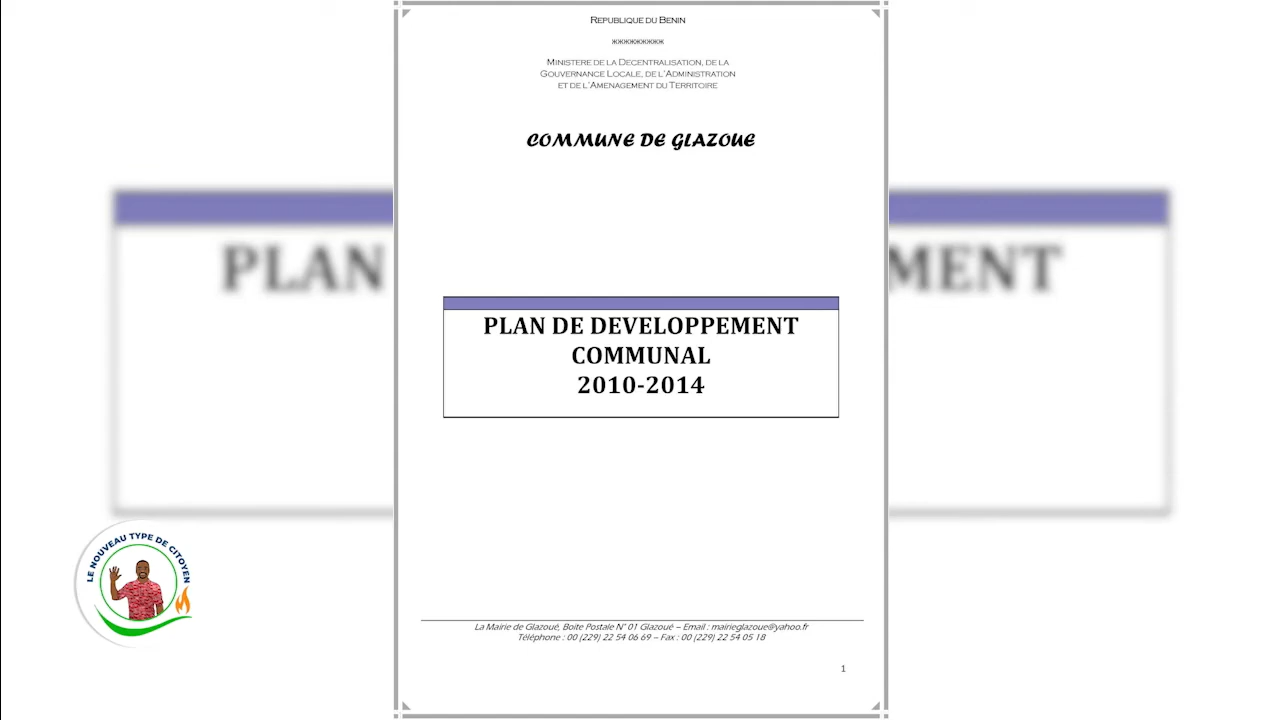 REPUBLIQUE DU BENIN
жжжжжжжжж
MINISTERE DE LA DECENTRALISATION, DE LA
GOUVERNANCE LOCALE, DE L'ADMINISTRATION
ET DE L'AMENAGEMENT DU TERRITOIRE
COMMUNE DE GLAZOUE
PLAN
MENT
PLAN DE DEVELOPPEMENT
COMMUNAL
2010-2014
LE NOUVEAU TYPE DE CITOYEN
La Mairie de Glazoué, Boite Postale N° 01 Glazoué – Email : mairieglazoue@yahoo.fr
Téléphone : 00 (229) 22 54 06 69 – Fax : 00 (229) 22 54 05 18
1